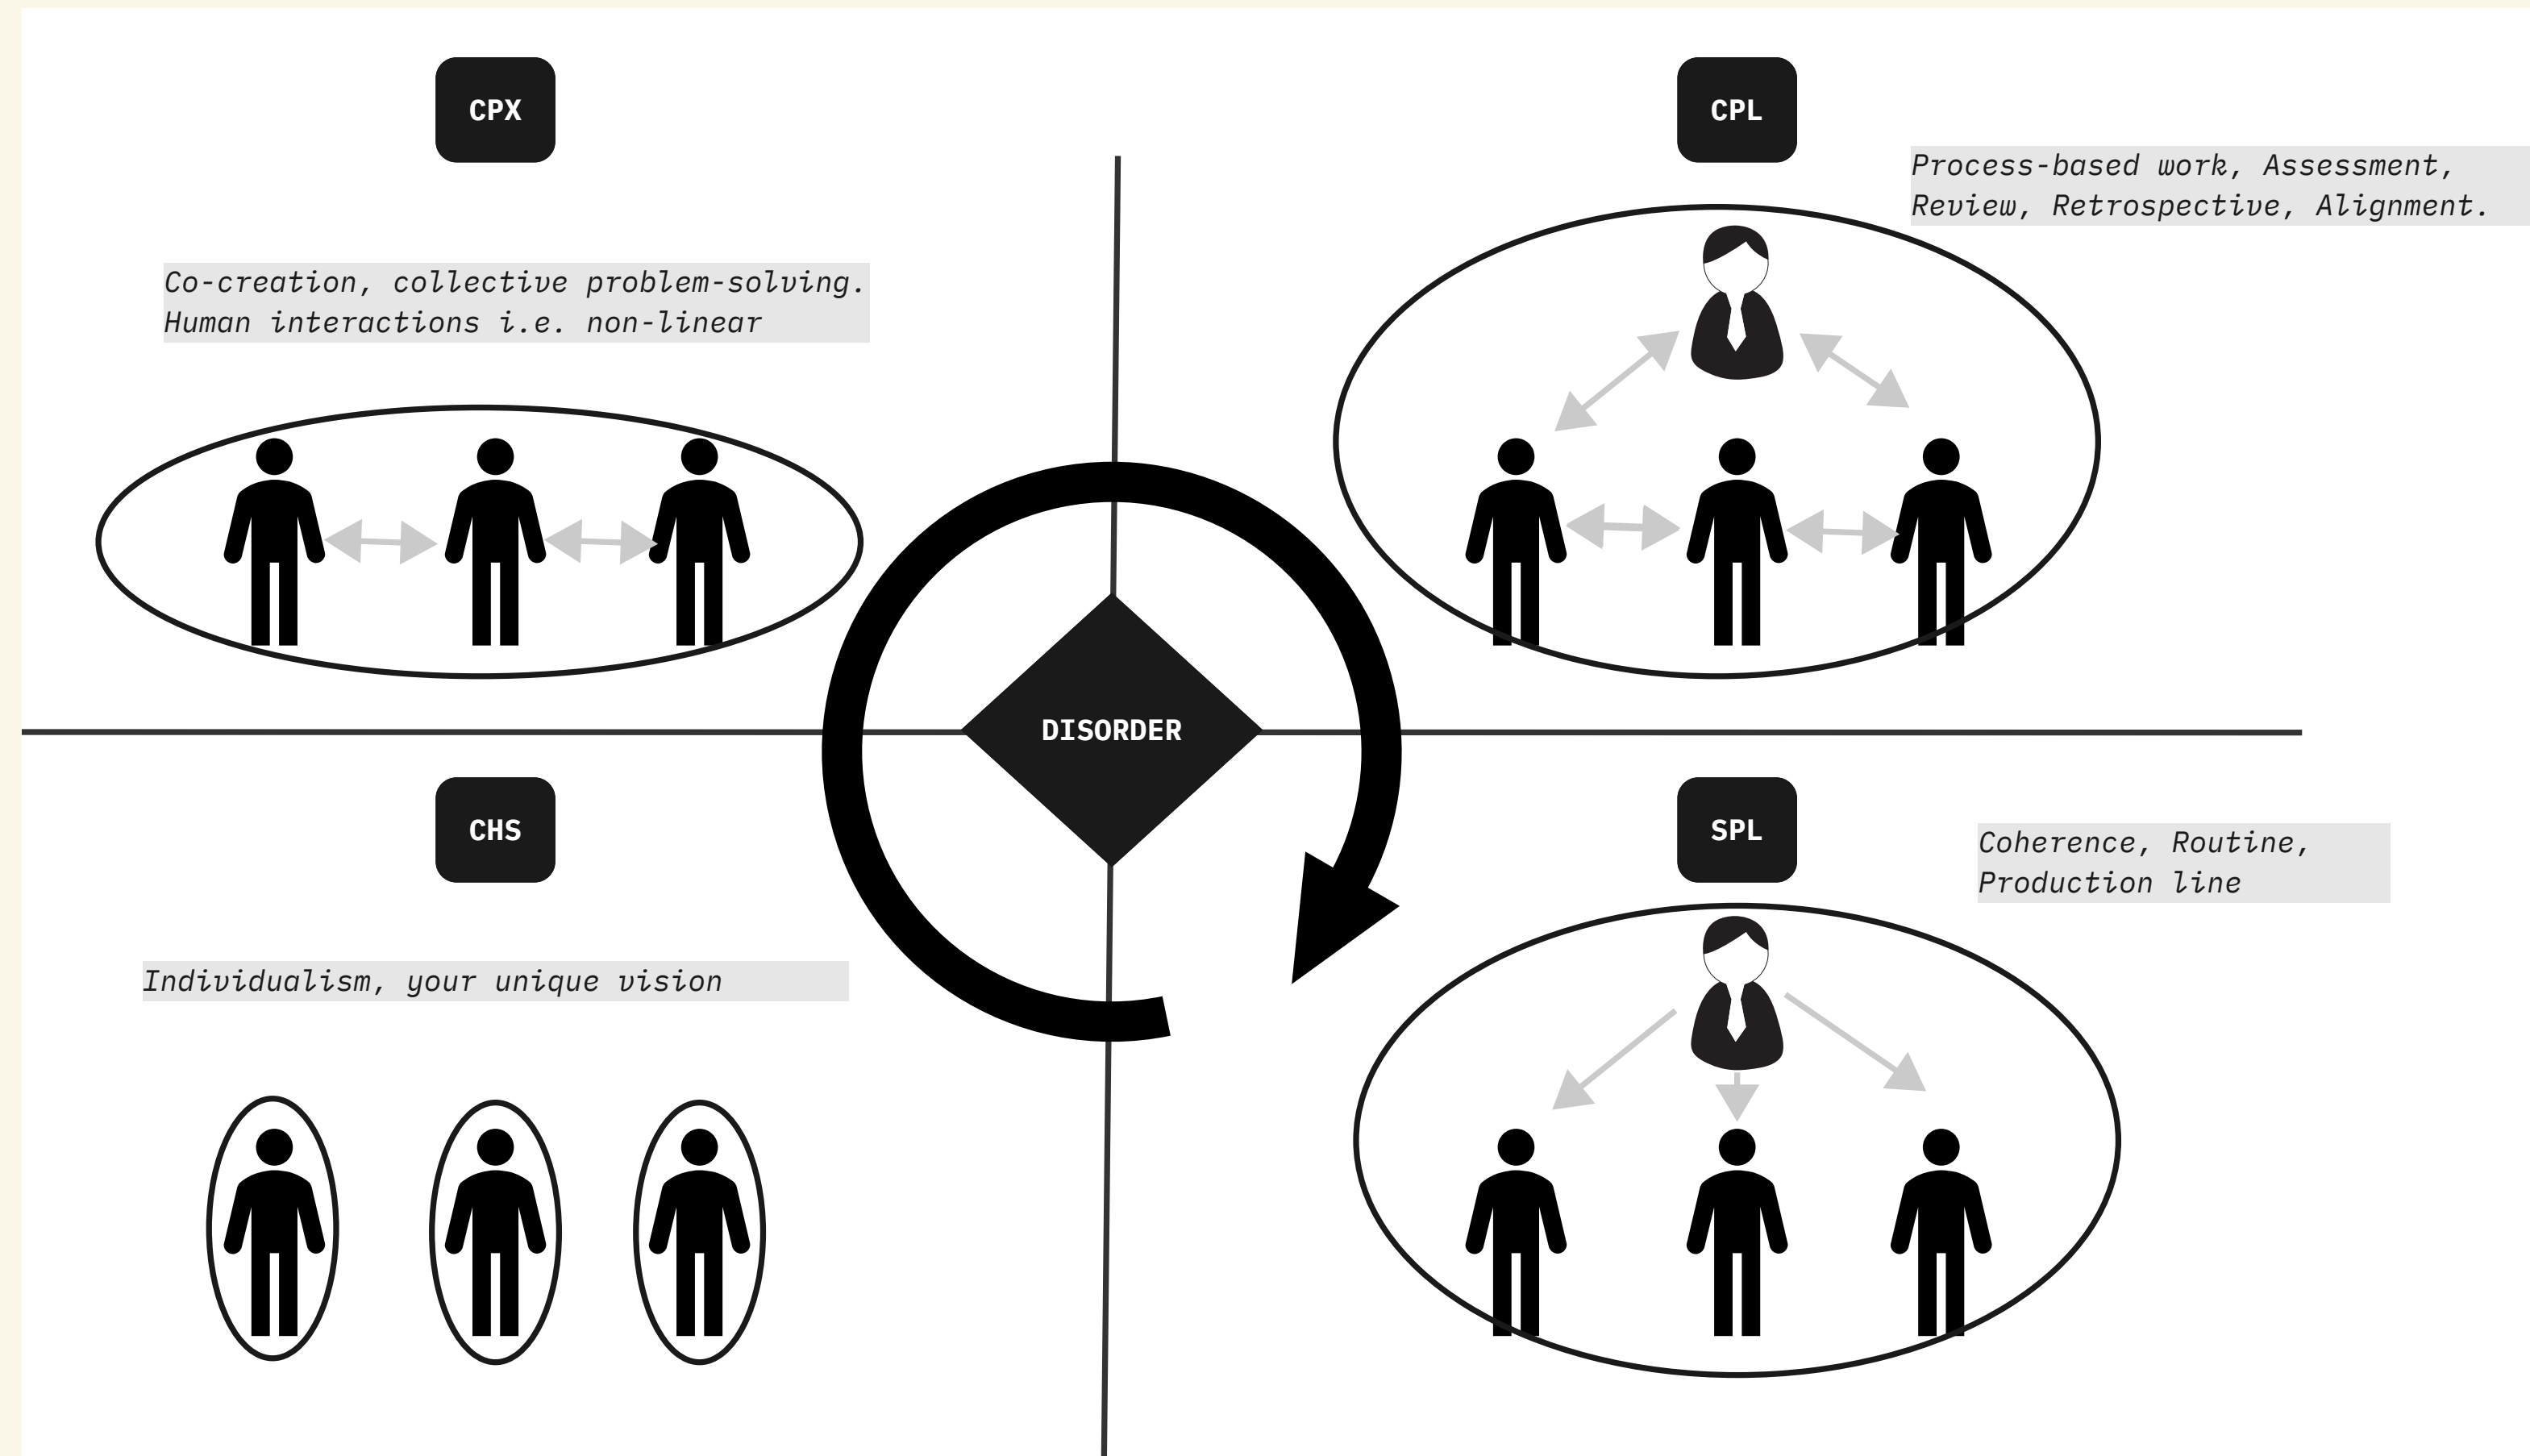 CPX
CPL
Process-based work, Assessment,
Review, Retrospective, Alignment.
Co-creation, collective problem-solving.
Human interactions i.e. non-linear
DISORDER
CHS
SPL
Coherence, Routine,
Production line
Individualism, your unique vision